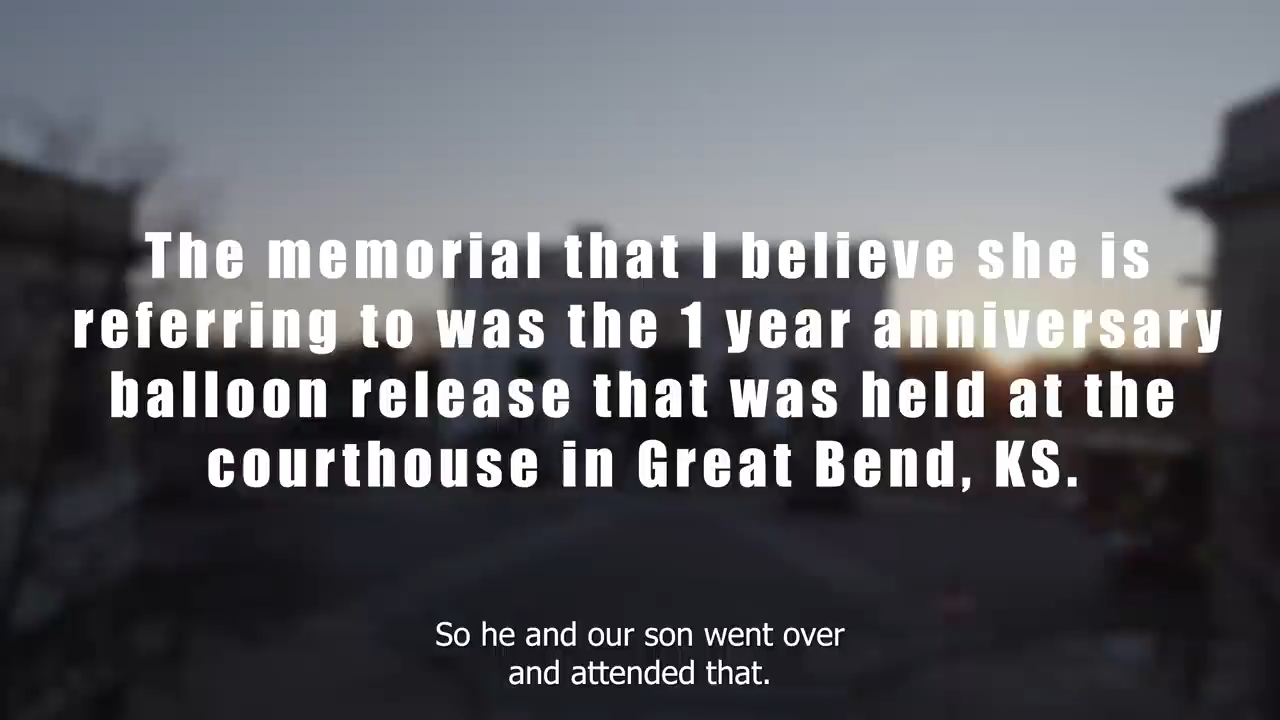 The memorial that I believe she is
referring to was the 1 year anniversary
balloon release that was held at the
courthouse in Great Bend, KS.
So he and our son went over
and attended that.